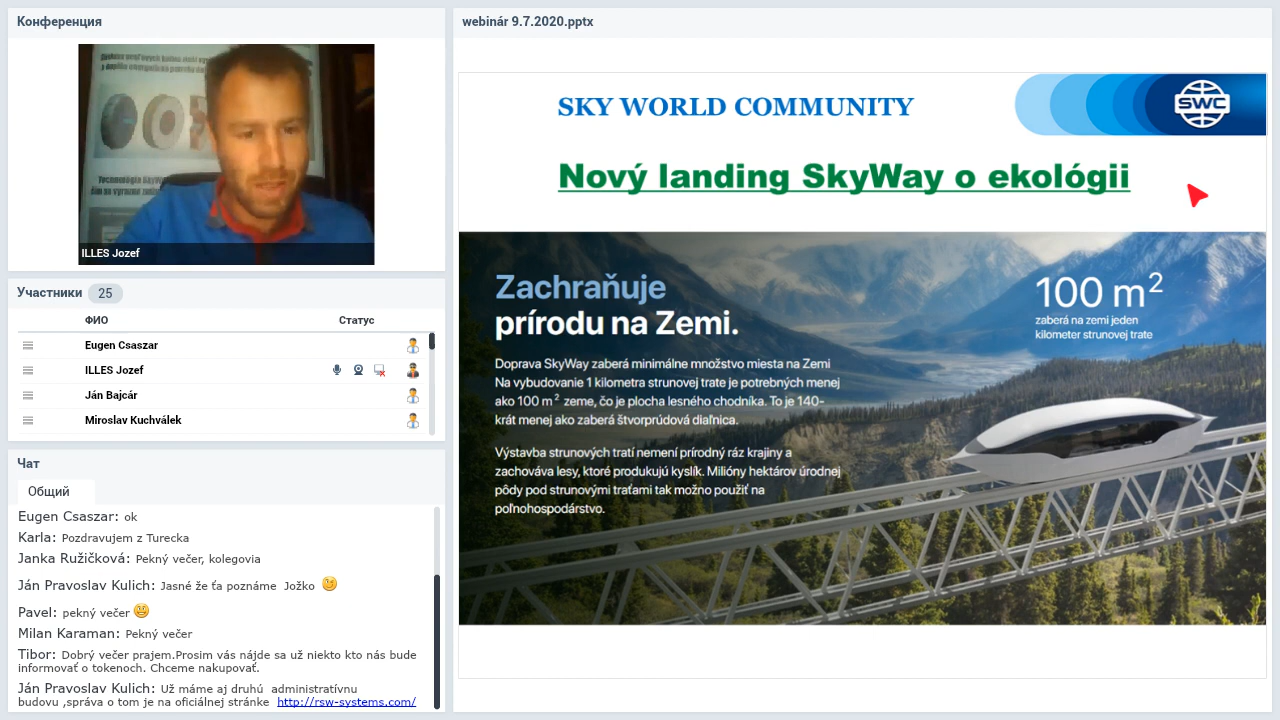 Конференция
ILLES Jozef
Участники 25
ФИО Статус
Eugen Csaszar
ILLES Jozef
Ján Bajcár
Miroslav Kuchválek
Чат
Общий
Eugen Csaszar: ok
Karla: Pozdravujem z Turecka
Janka Ružičková: Pekný večer, kolegovia
Ján Pravoslav Kulich: Jasné že ťa poznáme Jožko
Pavel: pekný večer
Milan Karaman: Pekný večer
Tibor: Dobrý večer prajem.Prosim vás nájde sa už niekto kto nás bude
informovať o tokenoch. Chceme nakupovať.
Ján Pravoslav Kulich: Už máme aj druhú administratívnu
budovu ,správa o tom je na oficiálnej stránke http://rsw-systems.com/
webinár 9.7.2020.pptx
SKY WORLD COMMUNITY
SWC
Nový landing SkyWay o ekológii
Zachraňuje
prírodu na Zemi.
Doprava SkyWay zaberá minimálne množstvo miesta na Zemi
Na vybudovanie 1 kilometra strunovej trate je potrebných menej
ako 100 m² zeme, čo je plocha lesného chodníka. To je 140-
krát menej ako zaberá štvorprúdová diaľnica.
Výstavba strunových tratí nemení prírodný ráz krajiny a
zachováva lesy, ktoré produkujú kyslík. Milióny hektárov úrodnej
pôdy pod strunovými traťami tak možno použiť na
poľnohospodárstvo.
100 m²
zaberá na zemi jeden
kilometer strunovej trate